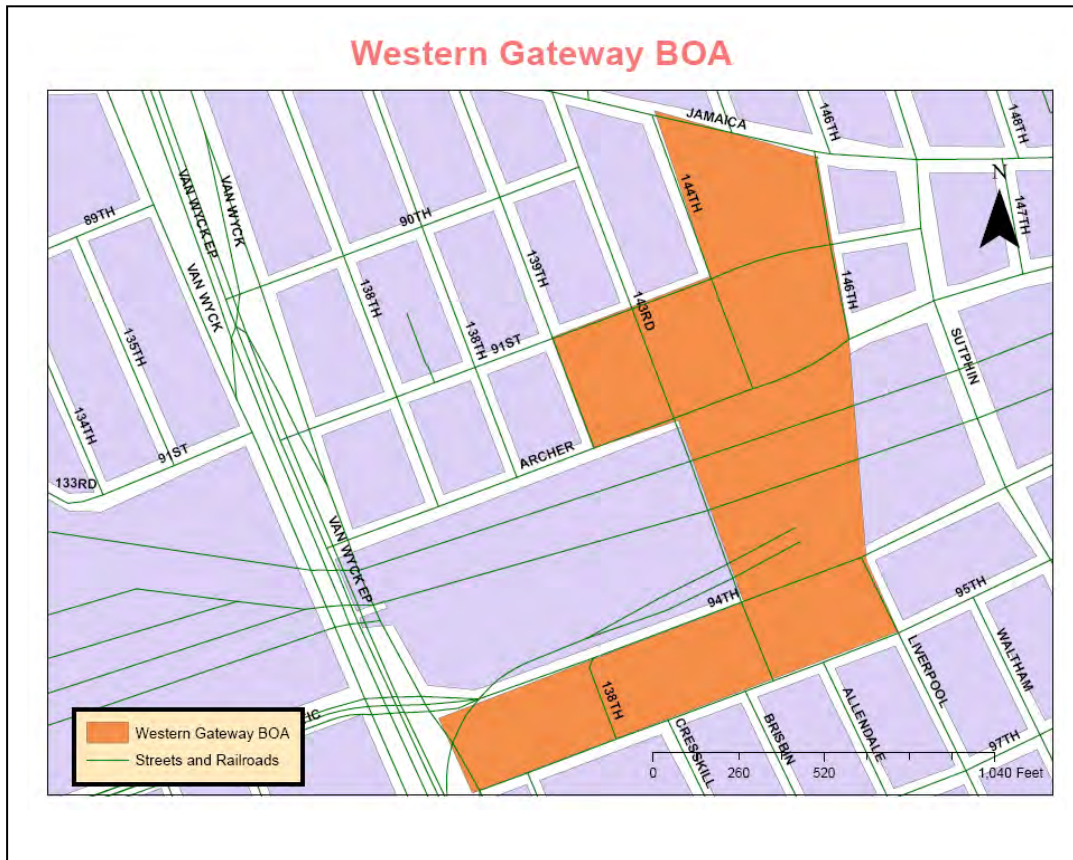 Western Gateway BOA
JAMAICA
146TH
148TH
N
147TH
144TH
VAN WYCK EP
VAN WYCK
89TH
90TH
139TH
VAN WYCK
138TH
143RD
146TH
135TH
138TH
91ST
SUTPHIN
134TH
91ST
ARCHER
133RD
VAN WYCK EP
94TH
95TH
138TH
LIVERPOOL
WALTHAM
IC
CRESSKILL
BRISBIN
ALLENDALE
97TH
Western Gateway BOA
Streets and Railroads
0 260 520 1,040 Feet